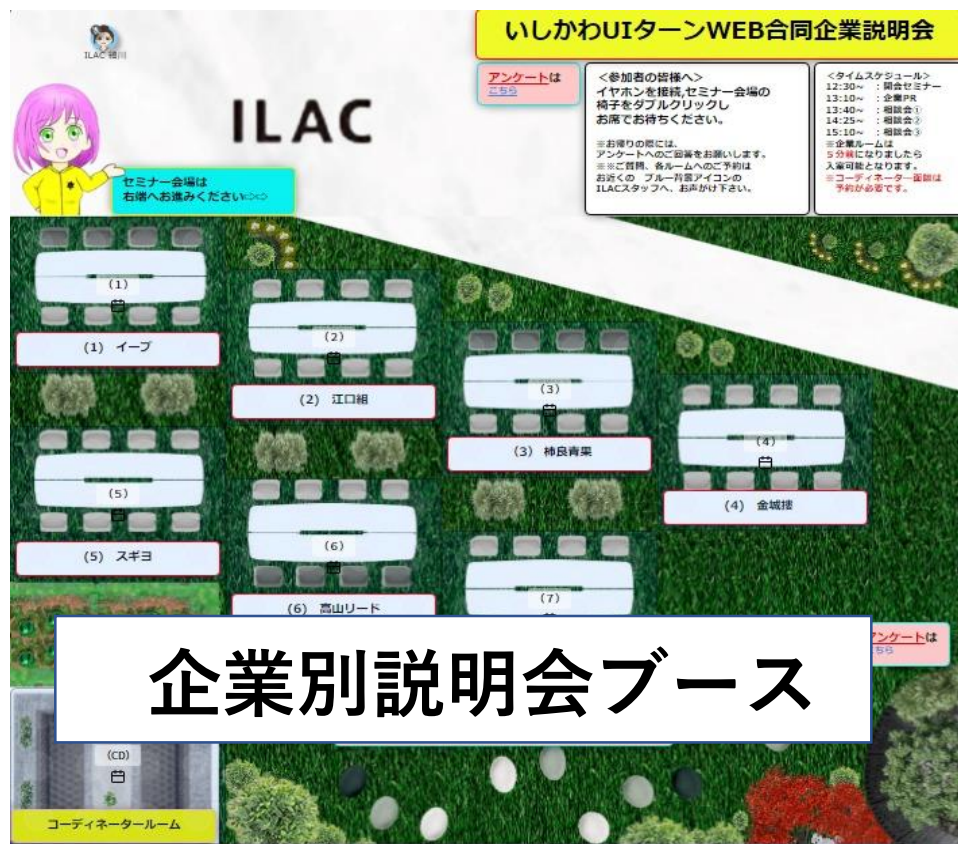 いしかわUIターンWEB合同企業説明会
ILAC
ILAC
アンケートは
こちら
<参加者の皆様へ>
イヤホンを接続,セミナー会場の
椅子をダブルクリックし
お席でお待ちください。
※お帰りの際には、
アンケートへのご回答をお願いします。
※※ご質問、各ルームへのご予約は
お近くの ブルー背景アイコンの
ILACスタッフへ、お声がけ下さい。
<タイムスケジュール>
12:30~ :開会セミナー
13:10~ :企業PR
13:40~ :相談会①
14:25~ :相談会②
15:10~ :相談会③
※企業ルームは
5分前になりましたら
入室可能となります。
※コーディネーター面談は
予約が必要です。
セミナー会場は
右端へお進みください⇨⇨
(1)
(1) イーブ
(2)
(2) 江口組
(3)
(3) 柿良青果
(4)
(4) 金城
(5)
(5) スギヨ
(6)
(6) 高山リード
(7)
アンケートは
こちら
企業別説明会ブース
(CD)
コーディネータールーム